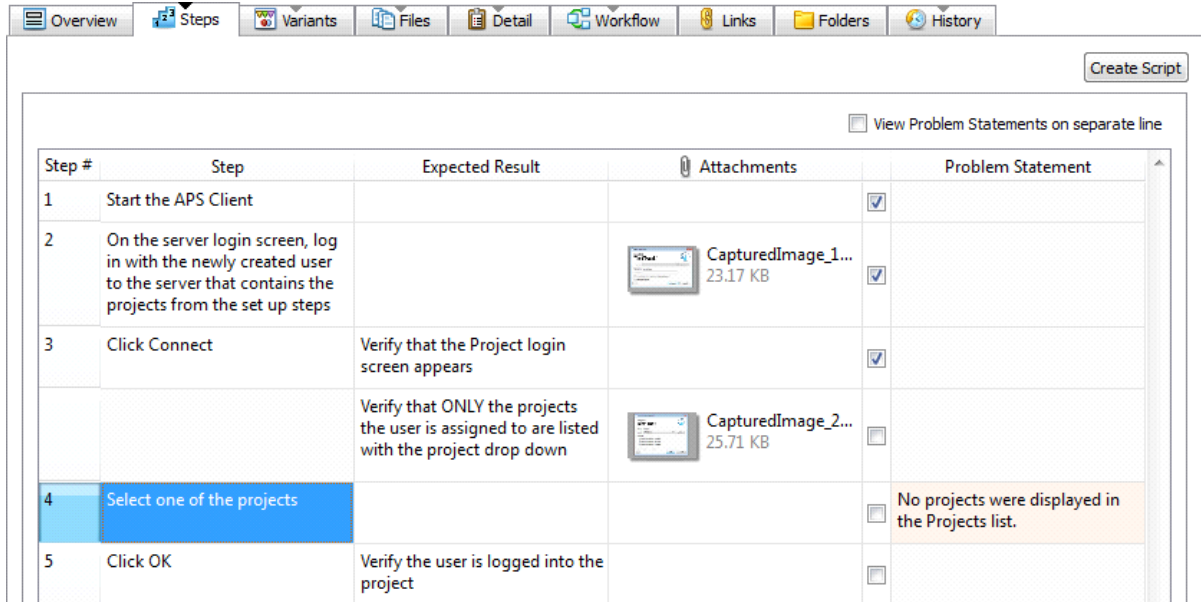 Overview
Steps
Variants
Files
Detail
Workflow
Links
Folders
History
Create Script
View Problem Statements on separate line
Step #
Step
Expected Result
Attachments
Problem Statement
1
Start the APS Client
2
On the server login screen, log
in with the newly created user
to the server that contains the
projects from the set up steps
CapturedImage_1...
23.17 KB
3
Click Connect
Verify that the Project login
screen appears
Verify that ONLY the projects
the user is assigned to are listed
with the project drop down
CapturedImage_2...
25.71 KB
4
Select one of the projects
No projects were displayed in
the Projects list.
5
Click OK
Verify the user is logged into the
project